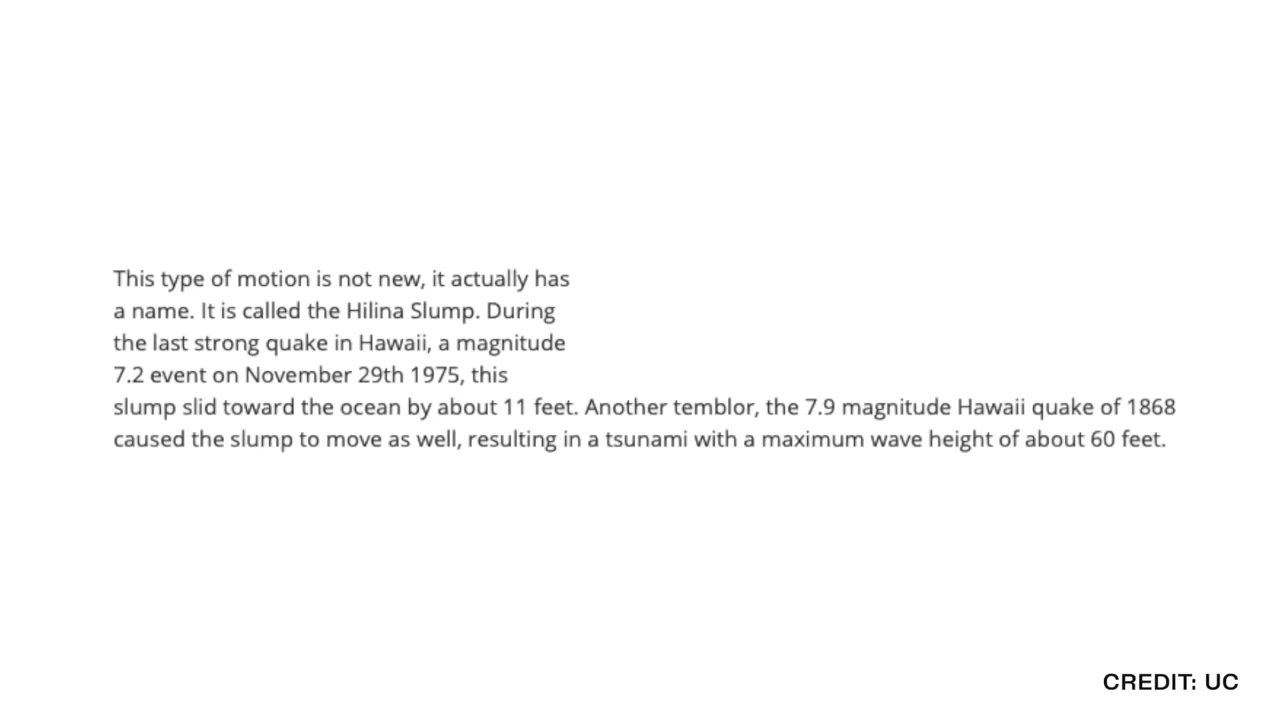 This type of motion is not new, it actually has
a name. It is called the Hilina Slump. During
the last strong quake in Hawaii, a magnitude
7.2 event on November 29th 1975, this
slump slid toward the ocean by about 11 feet. Another temblor, the 7.9 magnitude Hawaii quake of 1868
caused the slump to move as well, resulting in a tsunami with a maximum wave height of about 60 feet.
CREDIT: UC